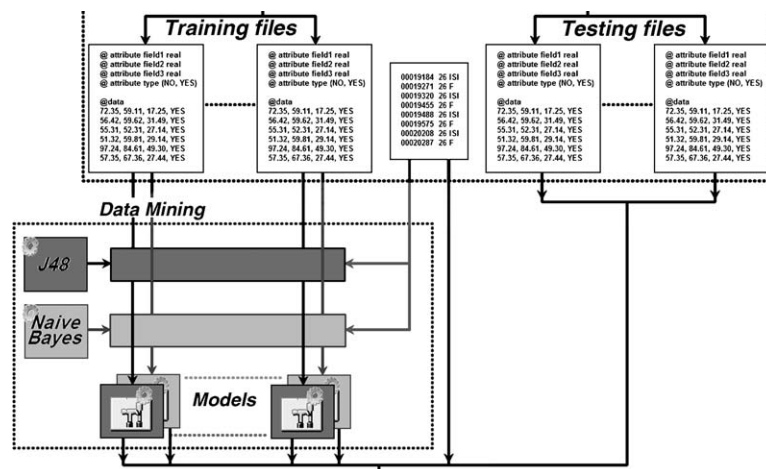 Training files
Testing files
@ attribute field1 real
@ attribute field2 real
@ attribute field3 real
@ attribute type (NO, YES)
@data
72.35, 59.11, 17.25, YES
56.42, 59.62, 31.49, YES
55.31, 52.31, 27.14, YES
51.32, 59.81, 29.14, YES
97.24, 84.61, 49.30, YES
57.35, 67.36, 27.44, YES
@ attribute field1 real
@ attribute field2 real
@ attribute field3 real
@ attribute type (NO, YES)
@data
72.35, 59.11, 17.25, YES
56.42, 59.62, 31.49, YES
55.31, 52.31, 27.14, YES
51.32, 59.81, 29.14, YES
97.24, 84.61, 49.30, YES
57.35, 67.36, 27.44, YES
00019184 26 ISI
00019271 26 F
00019320 26 ISI
00019455 26 F
00019488 26 ISI
00019575 26 F
00020208 26 ISI
00020287 26 F
@ attribute field1 real
@ attribute field2 real
@ attribute field3 real
@ attribute type (NO, YES)
@data
72.35, 59.11, 17.25, YES
56.42, 59.62, 31.49, YES
55.31, 52.31, 27.14, YES
51.32, 59.81, 29.14, YES
97.24, 84.61, 49.30, YES
57.35, 67.36, 27.44, YES
@ attribute field1 real
@ attribute field2 real
@ attribute field3 real
@ attribute type (NO, YES)
@data
72.35, 59.11, 17.25, YES
56.42, 59.62, 31.49, YES
55.31, 52.31, 27.14, YES
51.32, 59.81, 29.14, YES
97.24, 84.61, 49.30, YES
57.35, 67.36, 27.44, YES
Data Mining
J48
Naive
Bayes
Models